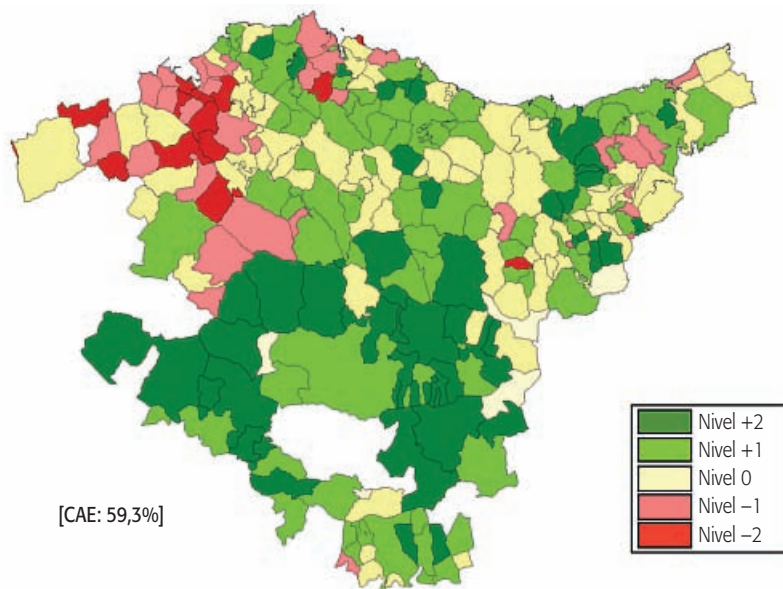 Nivel +2
Nivel +1
Nivel 0
Nivel –1
Nivel –2
[CAE: 59,3%]